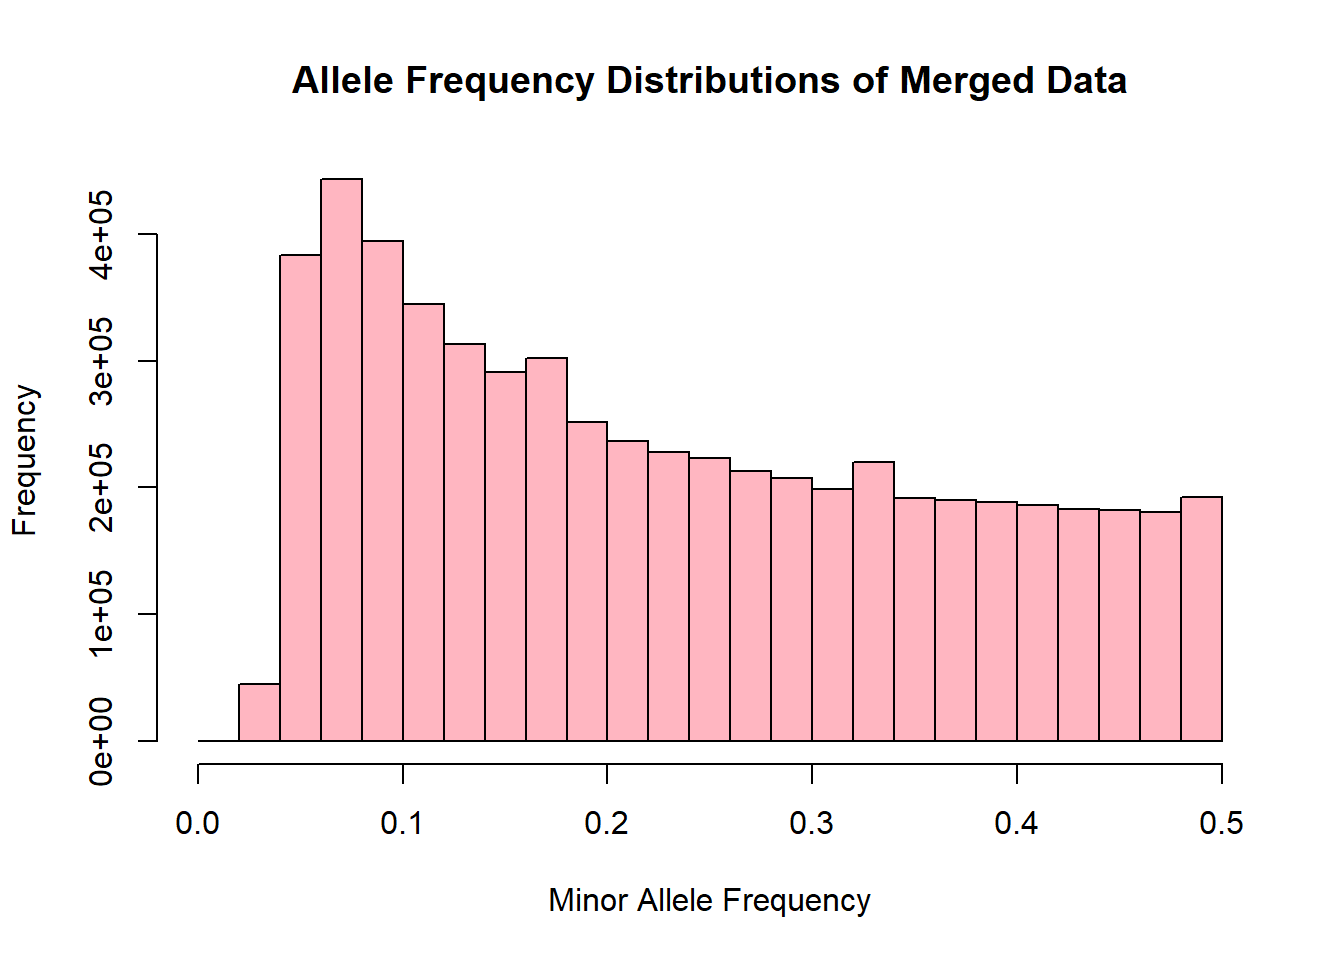 Allele Frequency Distributions of Merged Data
Frequency
4e+05
3e+05
2e+05
1e+05
0e+00
0.0 0.1 0.2 0.3 0.4 0.5
Minor Allele Frequency